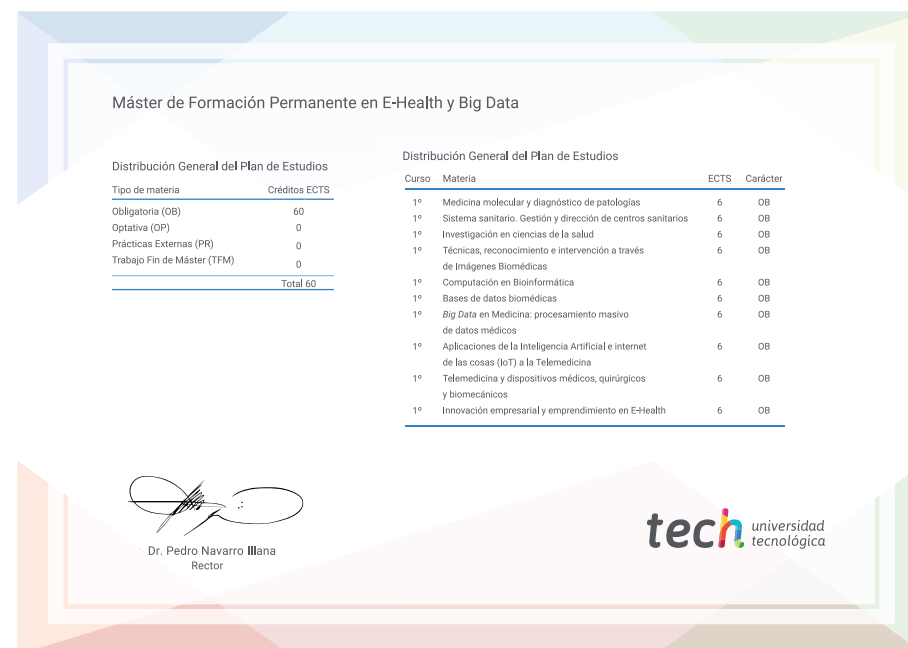 Máster de Formación Permanente en E-Health y Big Data
Distribución General del Plan de Estudios
Tipo de materia Créditos ECTS
Obligatoria (OB) 60
Optativa (OP) 0
Prácticas Externas (PR) 0
Trabajo Fin de Máster (TFM) 0
Total 60
Distribución General del Plan de Estudios
Curso Materia ECTS Carácter
1º Medicina molecular y diagnóstico de patologías 6 OB
1º Sistema sanitario. Gestión y dirección de centros sanitarios 6 OB
1º Investigación en ciencias de la salud 6 OB
1º Técnicas, reconocimiento e intervención a través 6 OB
de Imágenes Biomédicas
1º Computación en Bioinformática 6 OB
1º Bases de datos biomédicas 6 OB
1º Big Data en Medicina: procesamiento masivo 6 OB
de datos médicos
1º Aplicaciones de la Inteligencia Artificial e internet 6 OB
de las cosas (IoT) a la Telemedicina
1º Telemedicina y dispositivos médicos, quirúrgicos 6 OB
y biomecánicos
1º Innovación empresarial y emprendimiento en E-Health 6 OB
Dr. Pedro Navarro Illana
Rector
tech universidad
tecnológica